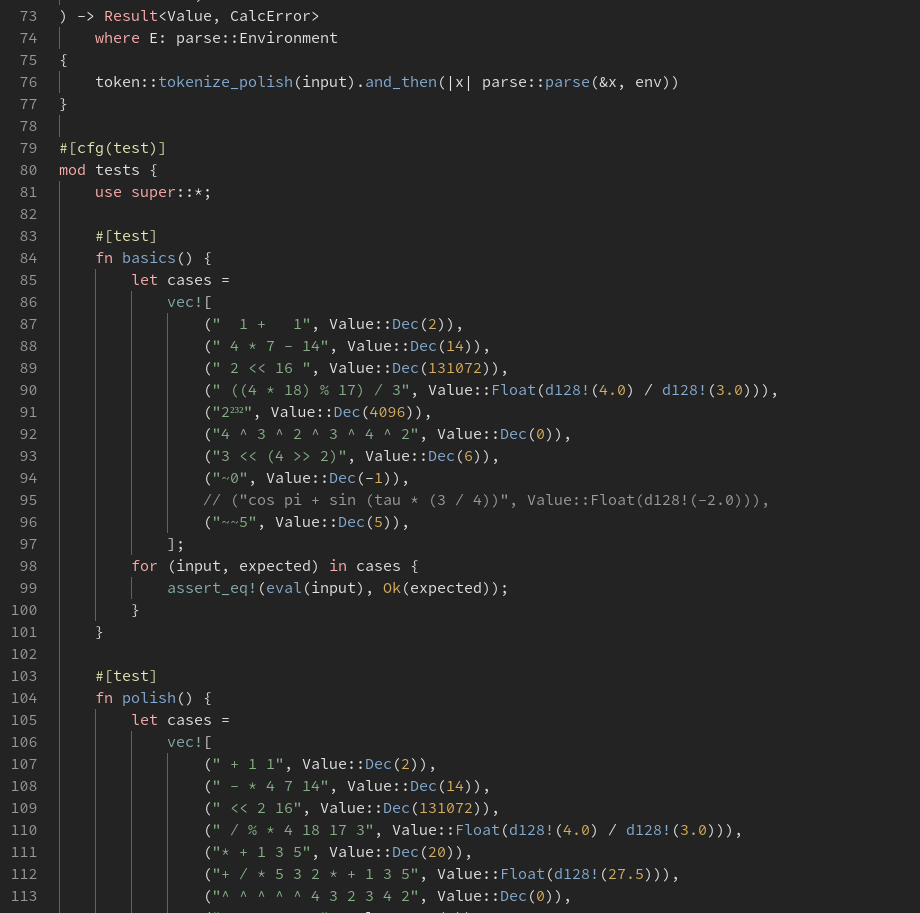 73 ) -> Result<Value, CalcError>
74     where E: parse::Environment
75 {
76     token::tokenize_polish(input).and_then(|x| parse::parse(&x, env))
77 }
78
79 #[cfg(test)]
80 mod tests {
81     use super::*;
82
83     #[test]
84     fn basics() {
85         let cases =
86             vec![
87                 ("  1 +   1", Value::Dec(2)),
88                 (" 4 * 7 - 14", Value::Dec(14)),
89                 (" 2 << 16 ", Value::Dec(131072)),
90                 (" ((4 * 18) % 17) / 3", Value::Float(d128!(4.0) / d128!(3.0))),
91                 ("2²³²", Value::Dec(4096)),
92                 ("4 ^ 3 ^ 2 ^ 3 ^ 4 ^ 2", Value::Dec(0)),
93                 ("3 << (4 >> 2)", Value::Dec(6)),
94                 ("~0", Value::Dec(-1)),
95                 // ("cos pi + sin (tau * (3 / 4))", Value::Float(d128!(-2.0))),
96                 ("~~5", Value::Dec(5)),
97             ];
98         for (input, expected) in cases {
99             assert_eq!(eval(input), Ok(expected));
100         }
101     }
102
103     #[test]
104     fn polish() {
105         let cases =
106             vec![
107                 (" + 1 1", Value::Dec(2)),
108                 (" - * 4 7 14", Value::Dec(14)),
109                 (" << 2 16", Value::Dec(131072)),
110                 (" / % * 4 18 17 3", Value::Float(d128!(4.0) / d128!(3.0))),
111                 ("* + 1 3 5", Value::Dec(20)),
112                 ("+ / * 5 3 2 * + 1 3 5", Value::Float(d128!(27.5))),
113                 ("^ ^ ^ ^ ^ 4 3 2 3 4 2", Value::Dec(0)),